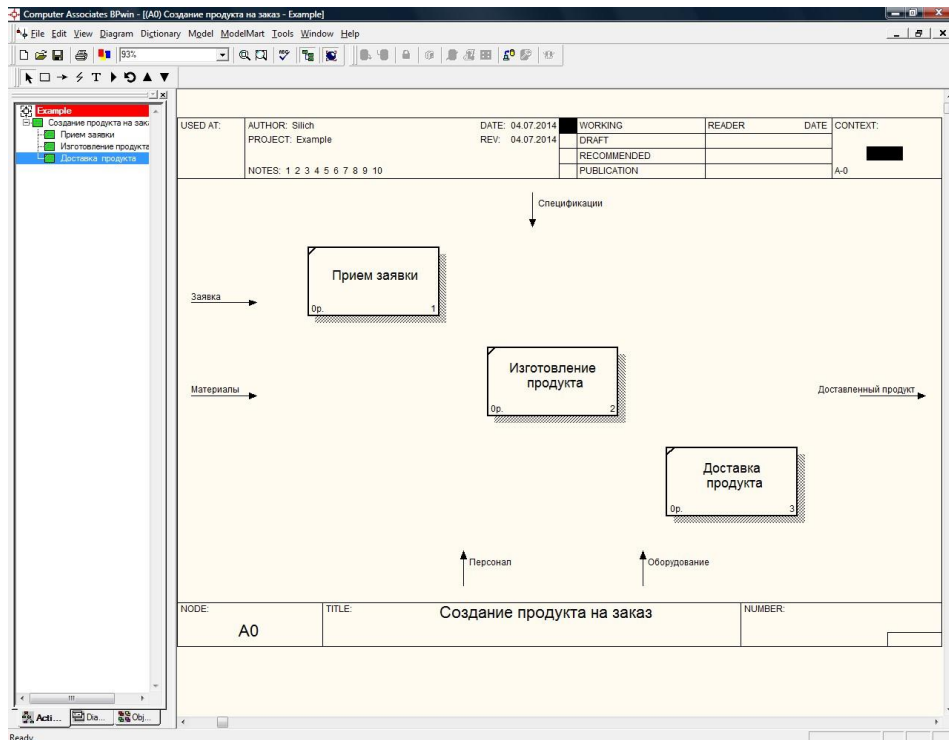 Computer Associates BPwin - [(A0) Создание продукта на заказ - Example]
File Edit View Diagram Dictionary Model ModelMart Tools Window Help
93%
Example
Создание продукта на зак
Прием заявки
Изготовление продукта
Доставка продукта
USED AT:
AUTHOR: Silich
DATE: 04.07.2014
WORKING
READER
DATE
CONTEXT:
PROJECT: Example
REV: 04.07.2014
DRAFT
RECOMMENDED
NOTES: 1 2 3 4 5 6 7 8 9 10
PUBLICATION
A-0
Спецификации
Прием заявки
0р. 1
Заявка
Изготовление
продукта
0р. 2
Материалы
Доставленный продукт
Доставка
продукта
0р. 3
Персонал
Оборудование
NODE:
TITLE:
NUMBER:
A0
Создание продукта на заказ
Acti...
Dia...
Obj...
Ready